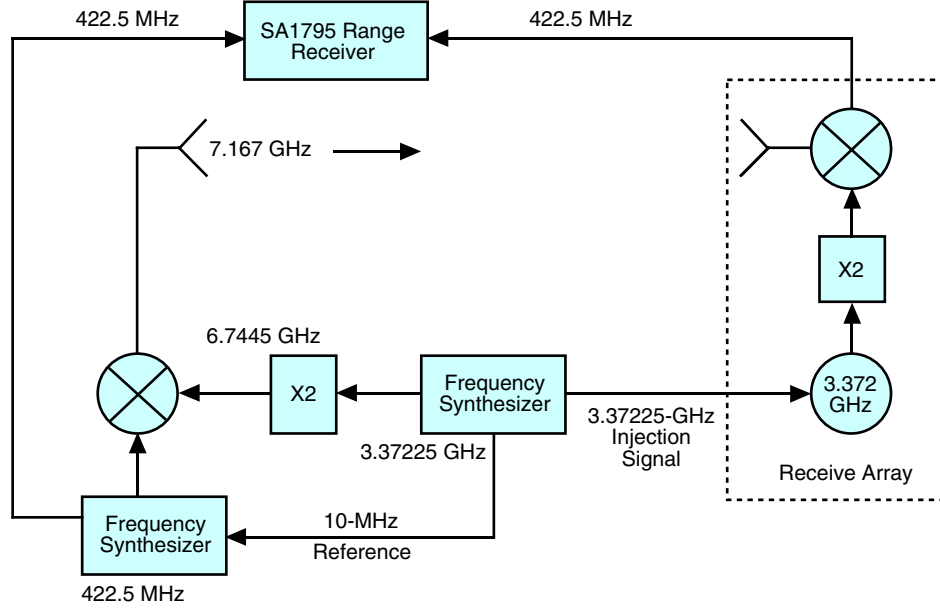 422.5 MHz
SA1795 Range
Receiver
422.5 MHz
7.167 GHz
X2
6.7445 GHz
X2
Frequency
Synthesizer
3.37225-GHz
Injection
Signal
3.372
GHz
3.37225 GHz
Receive Array
Frequency
Synthesizer
10-MHz
Reference
422.5 MHz